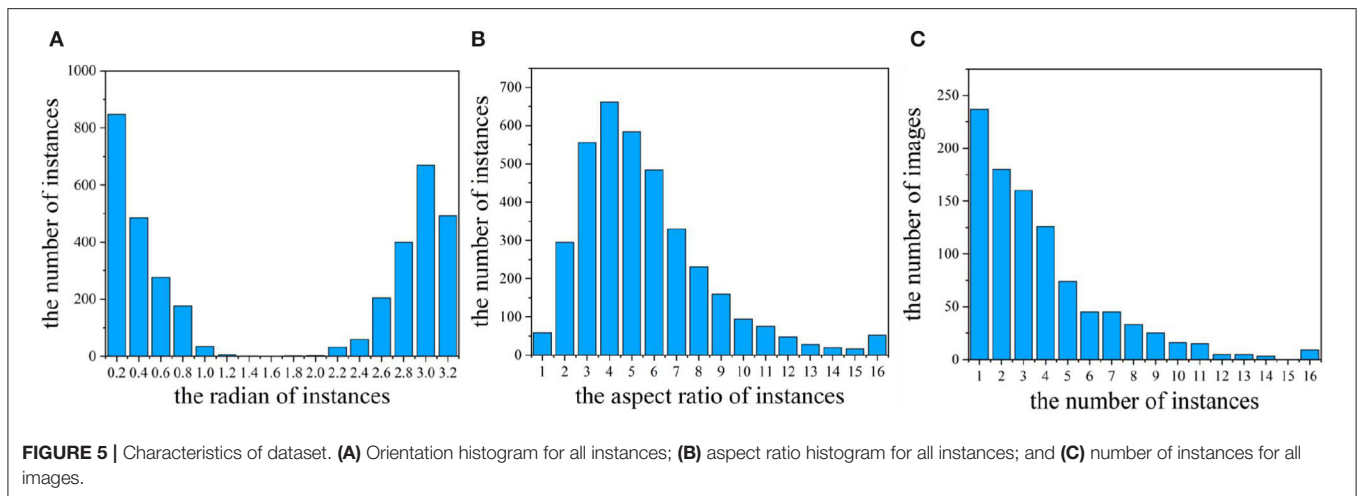 A
1000
800
600
400
200
0
the number of instances
0.2 0.4 0.6 0.8 1.0 1.2 1.4 1.6 1.8 2.0 2.2 2.4 2.6 2.8 3.0 3.2
the radian of instances
B
700
600
500
400
300
200
100
0
the number of instances
1 2 3 4 5 6 7 8 9 10 11 12 13 14 15 16
the aspect ratio of instances
C
250
200
150
100
50
0
the number of images
1 2 3 4 5 6 7 8 9 10 11 12 13 14 15 16
the number of instances
FIGURE 5 | Characteristics of dataset. (A) Orientation histogram for all instances; (B) aspect ratio histogram for all instances; and (C) number of instances for all
images.